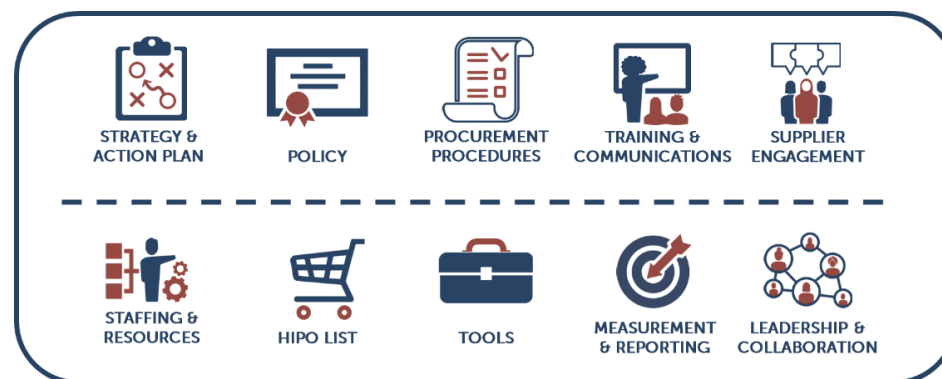 STRATEGY &
ACTION PLAN
POLICY
PROCUREMENT
PROCEDURES
TRAINING &
COMMUNICATIONS
SUPPLIER
ENGAGEMENT
STAFFING &
RESOURCES
HIPO LIST
TOOLS
MEASUREMENT
& REPORTING
LEADERSHIP &
COLLABORATION